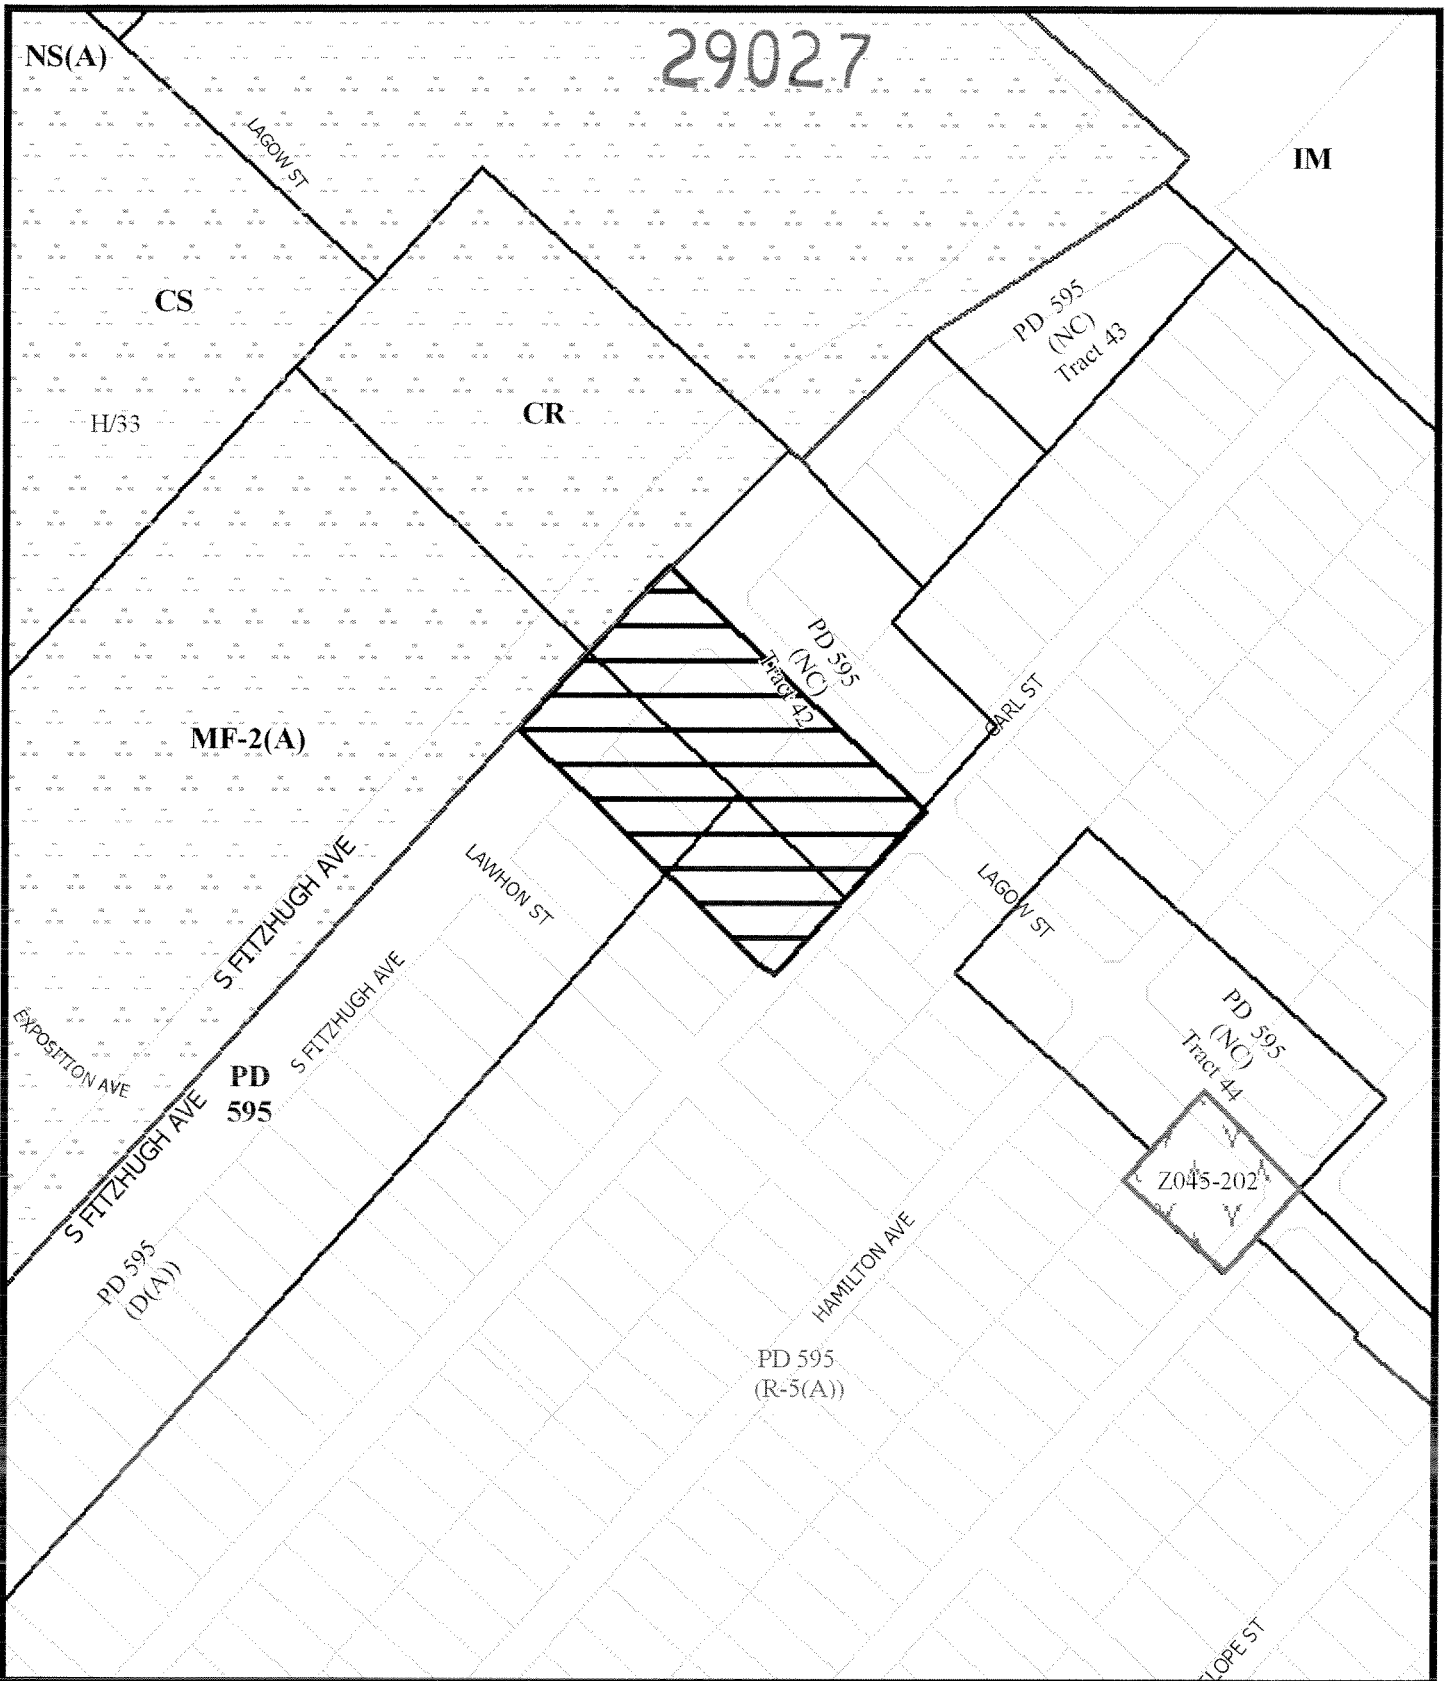 29027
NS(A)
LAGOW ST
IM
CS
PD 595
(NC)
Tract 43
H/33
CR
PD 595
(NC)
Tract 42
CARL ST
MF-2(A)
S FITZHUGH AVE
LAWHON ST
LAGOW ST
S FITZHUGH AVE
EXPOSITION AVE
PD
595
PD 595
(NC)
Tract 44
S FITZHUGH AVE
Z045-202
PD 595
(D(A))
HAMILTON AVE
PD 595
(R-5(A))
ELOPE ST